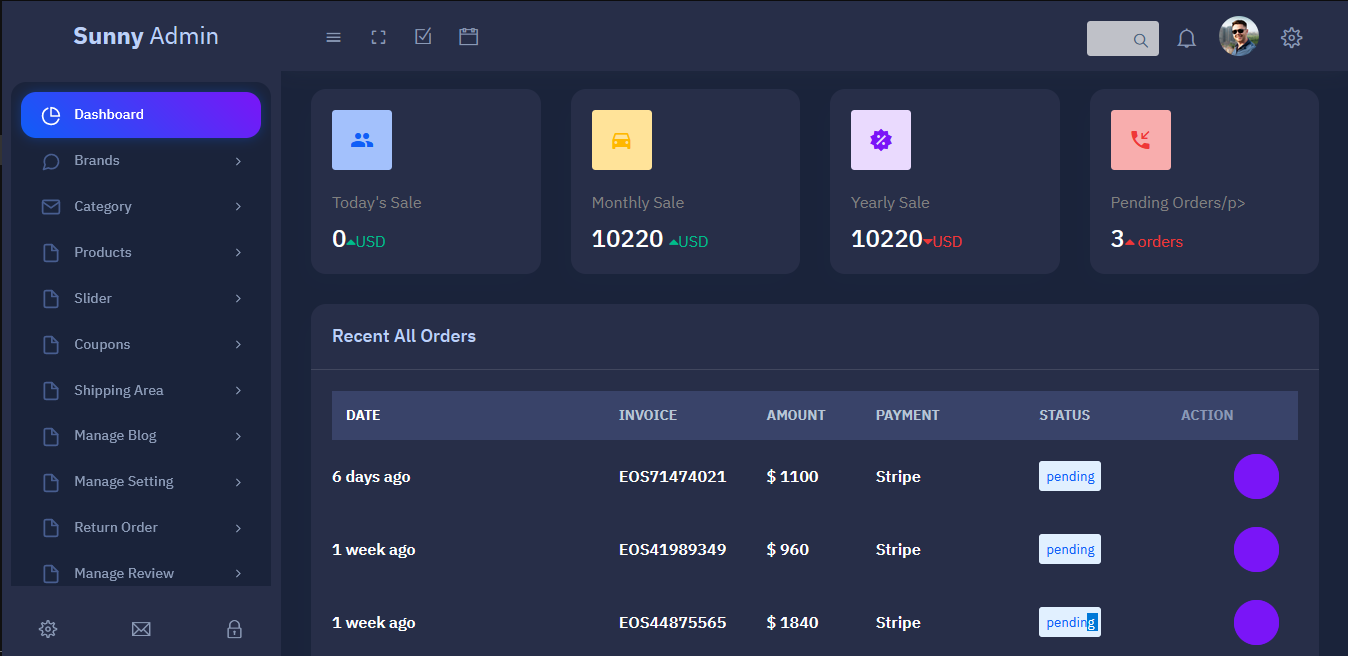 Sunny Admin
Dashboard
Brands
Category
Products
Slider
Coupons
Shipping Area
Manage Blog
Manage Setting
Return Order
Manage Review
Today's Sale
0 USD
Monthly Sale
10220 USD
Yearly Sale
10220 USD
Pending Orders/p>
3 orders
Recent All Orders
DATE INVOICE AMOUNT PAYMENT STATUS ACTION
6 days ago EOS71474021 $ 1100 Stripe pending
1 week ago EOS41989349 $ 960 Stripe pending
1 week ago EOS44875565 $ 1840 Stripe pending